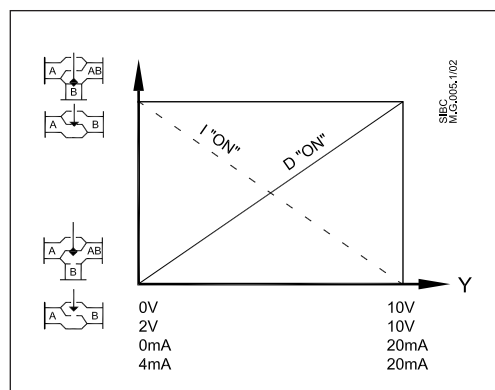 A AB
B
A B
SIBC
M.G.005.1/02
I "ON"
D "ON"
A AB
B
A B
Y
0V 10V
2V 10V
0mA 20mA
4mA 20mA